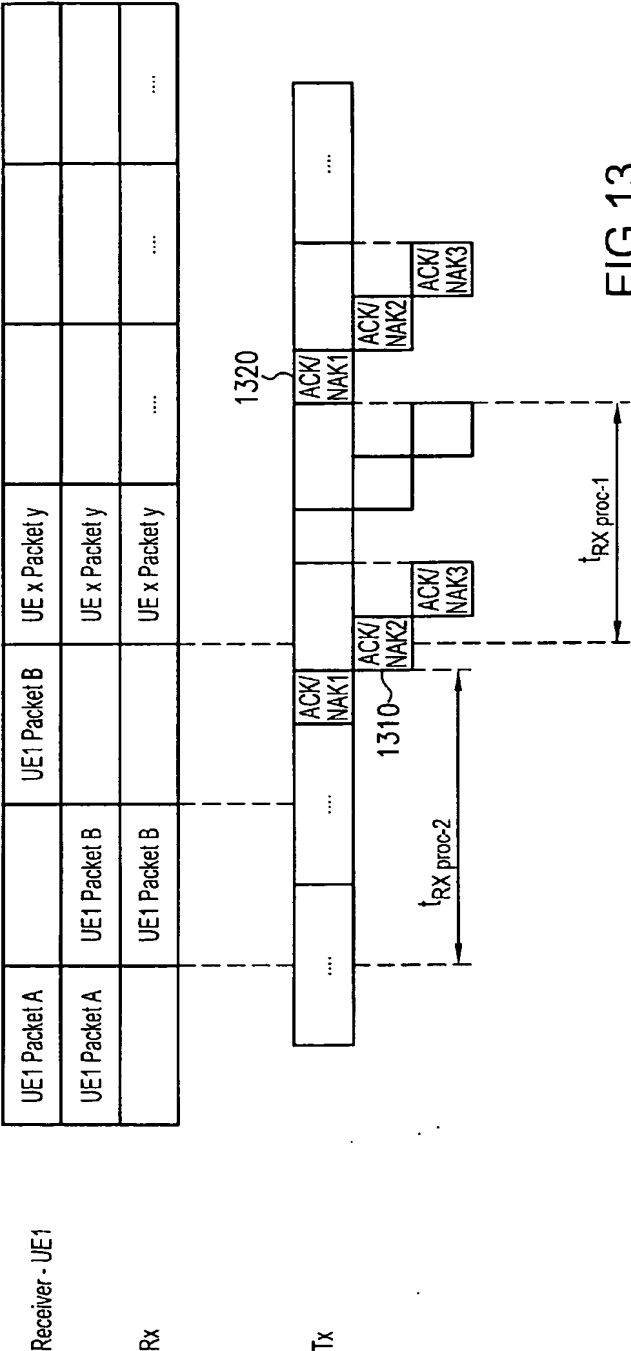 Receiver - UE1
UE1 Packet A
UE1 Packet B
UE x Packet y
UE1 Packet A
UE1 Packet B
UE x Packet y
....
Rx
UE1 Packet B
UE x Packet y
....
....
....
1320
Tx
....
....
ACK/
NAK1
ACK/
NAK1
....
1310
ACK/
NAK2
ACK/
NAK2
ACK/
NAK3
ACK/
NAK3
tRX proc-2
tRX proc-1
FIG.13